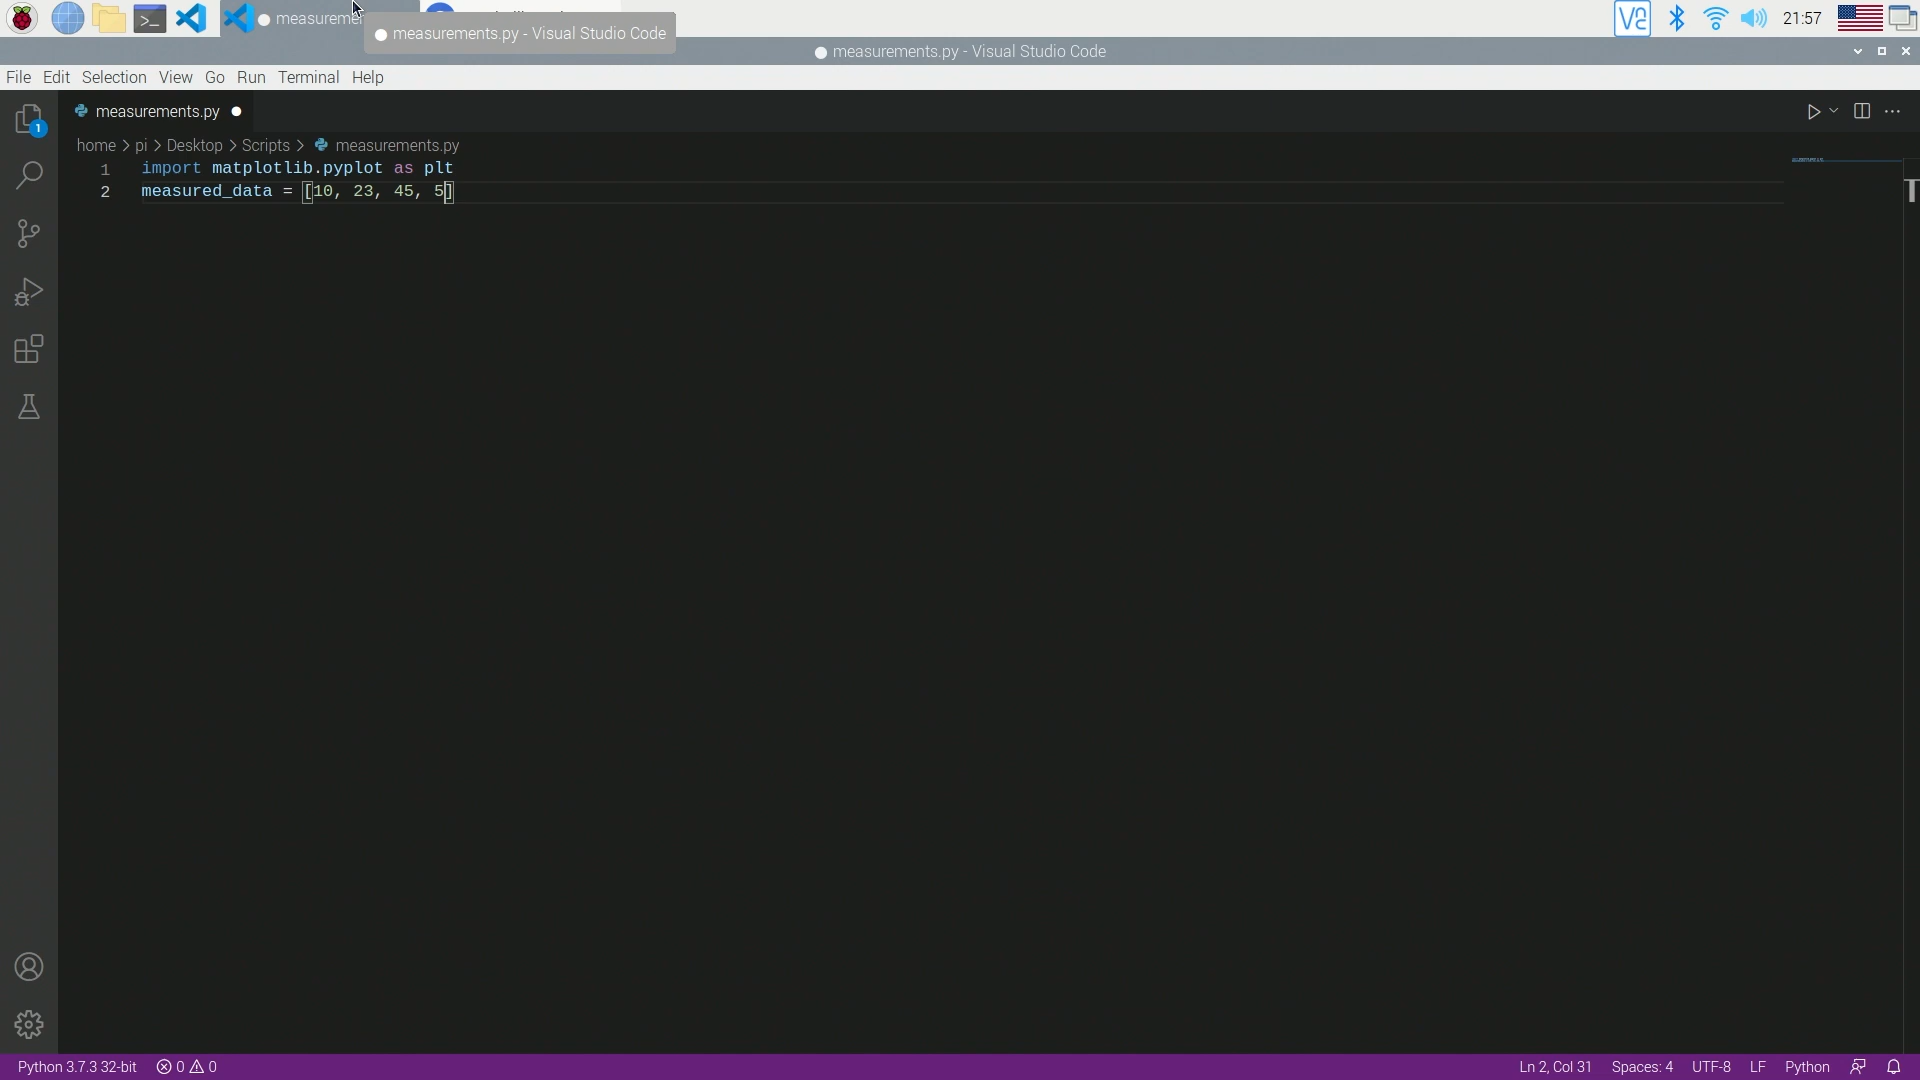 measureme
measurements.py - Visual Studio Code
V2
21:57
measurements.py - Visual Studio Code
File Edit Selection View Go Run Terminal Help
measurements.py
home > pi > Desktop > Scripts > measurements.py
1 import matplotlib.pyplot as plt
2 measured_data = [10, 23, 45, 5]
1
Python 3.7.3 32-bit 0 0 Ln 2, Col 31 Spaces: 4 UTF-8 LF Python